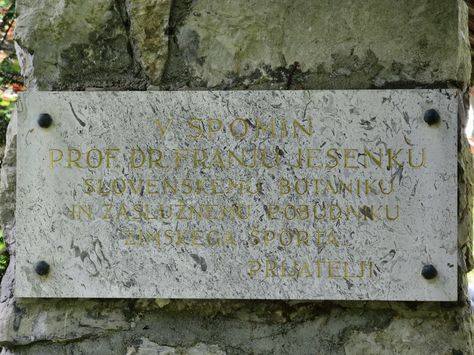 V SPOMIN
PROF. DR. FRANJU JESENKU
SLOVENSKEMU BOTANIKU
IN ZASLUŽNEMU POBUDNIKU
ZIMSKEGA ŠPORTA
PRIJATELJI